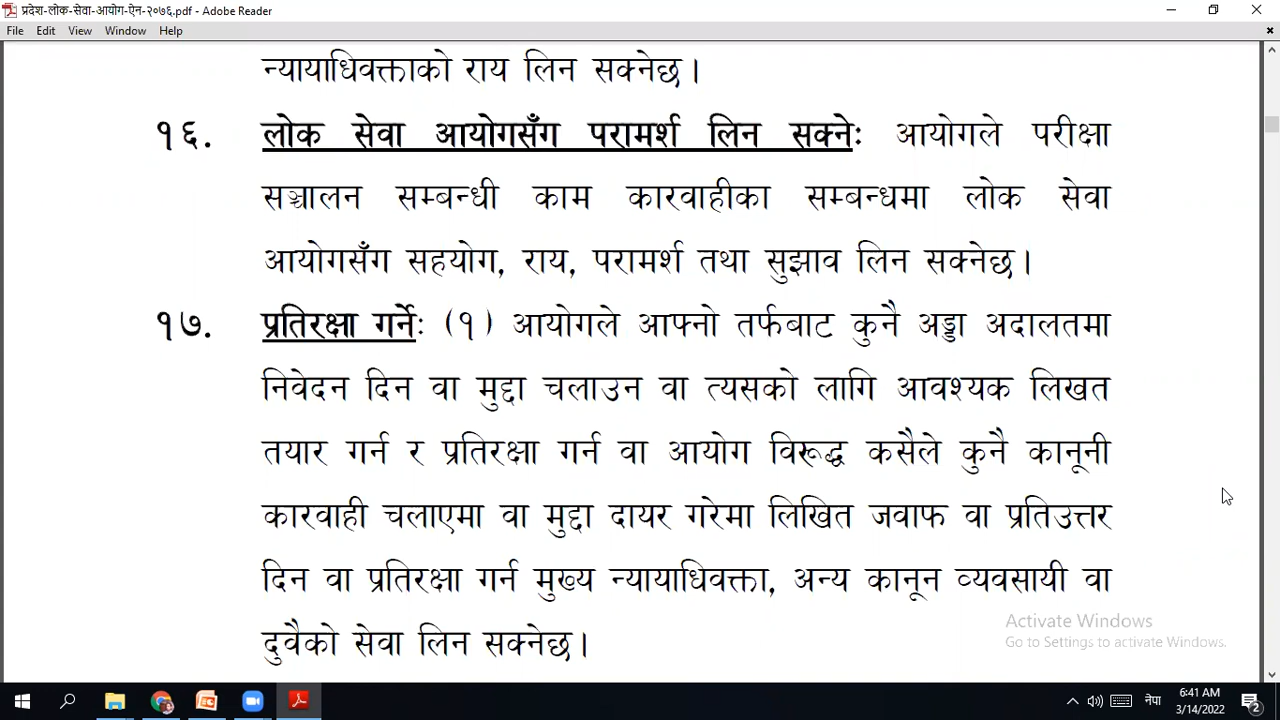 प्रदेश-लोक-सेवा-आयोग-ऐन-२०७६.pdf - Adobe Reader
File Edit View Window Help
न्यायाधिवक्ताको राय लिन सक्नेछ।
१६. लोक सेवा आयोगसँग परामर्श लिन सक्नेः आयोगले परीक्षा
सञ्चालन सम्बन्धी काम कारवाहीका सम्बन्धमा लोक सेवा
आयोगसँग सहयोग, राय, परामर्श तथा सुझाव लिन सक्नेछ।
१७. प्रतिरक्षा गर्नेः (१) आयोगले आफ्नो तर्फबाट कुनै अड्डा अदालतमा
निवेदन दिन वा मुद्दा चलाउन वा त्यसको लागि आवश्यक लिखत
तयार गर्न र प्रतिरक्षा गर्न वा आयोग विरूद्ध कसैले कुनै कानूनी
कारवाही चलाएमा वा मुद्दा दायर गरेमा लिखित जवाफ वा प्रतिउत्तर
दिन वा प्रतिरक्षा गर्न मुख्य न्यायाधिवक्ता, अन्य कानून व्यवसायी वा
दुवैको सेवा लिन सक्नेछ।
Activate Windows
Go to Settings to activate Windows.
नेपा
6:41 AM
3/14/2022
2